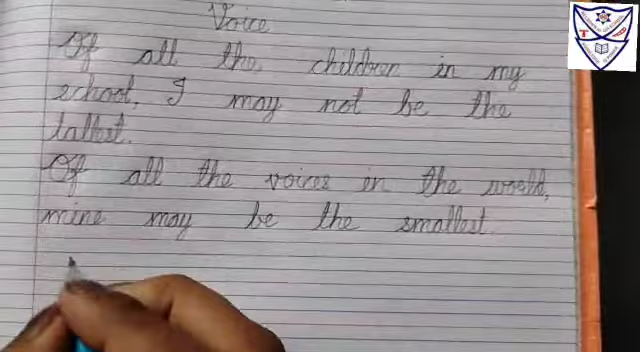 Voice
Of all the children in my
school, I may not be the
tallest.
Of all the voices in the world,
mine may be the smallest.